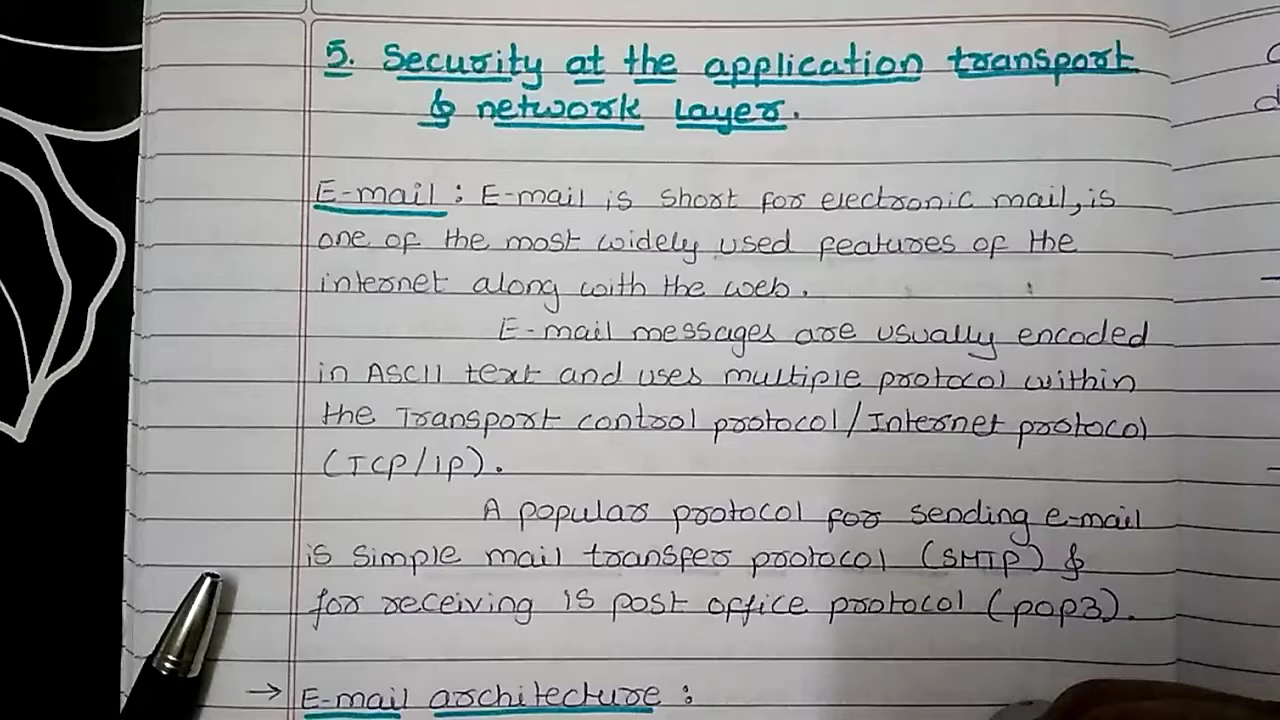 5. Security at the application transport
& network Layer.
E-mail : E-mail is short for electronic mail, is
one of the most widely used features of the
internet along with the web.
E-mail messages are usually encoded
in ASCII text and uses multiple protocol within
the Transport control protocol/Internet protocol
(TCP/IP).
A popular protocol for sending e-mail
is simple mail transfer protocol (SMTP) &
for receiving is post office protocol (pop3).
→ E-mail architecture :